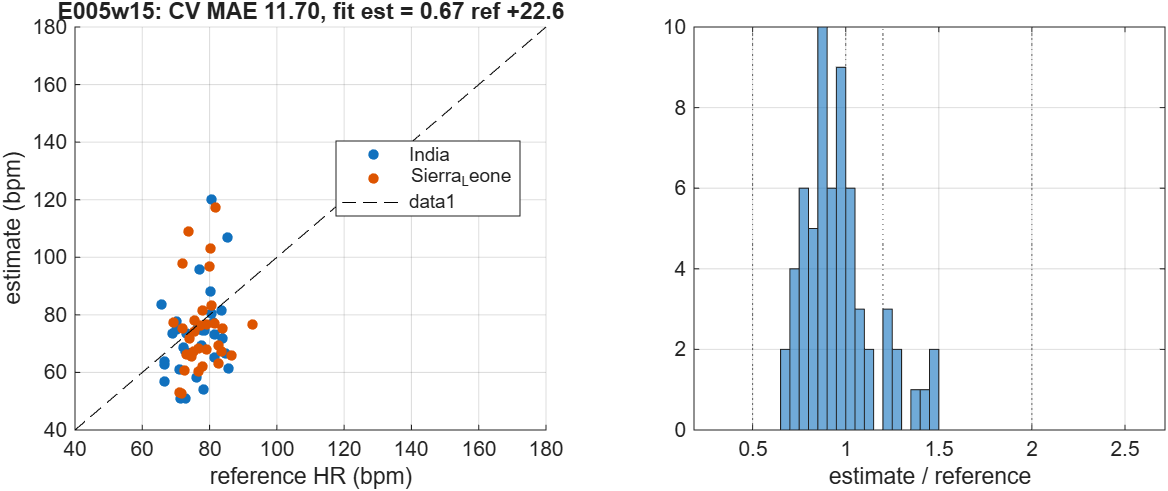 E005w15: CV MAE 11.70, fit est = 0.67 ref +22.6
180
160
140
120
100
80
60
40
40 60 80 100 120 140 160 180
estimate (bpm)
reference HR (bpm)
India
Sierra_Leone
data1
10
8
6
4
2
0
0.5 1 1.5 2 2.5
estimate / reference